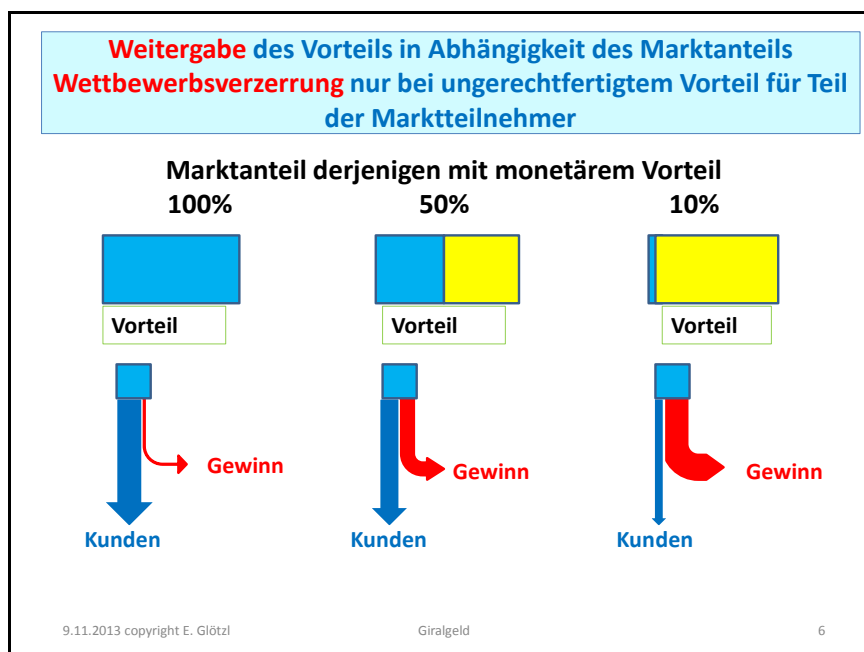 Weitergabe des Vorteils in Abhängigkeit des Marktanteils
Wettbewerbsverzerrung nur bei ungerechtfertigtem Vorteil für Teil
der Marktteilnehmer
Marktanteil derjenigen mit monetärem Vorteil
100% 50% 10%
Vorteil Vorteil Vorteil
Gewinn Gewinn Gewinn
Kunden Kunden Kunden
9.11.2013 copyright E. Glötzl Giralgeld 6